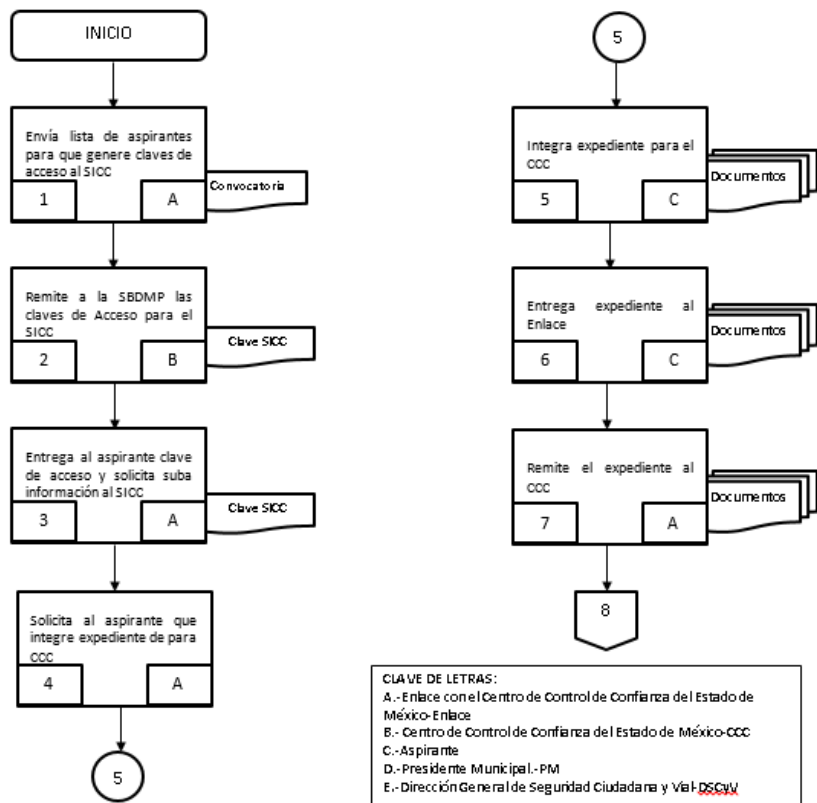 INICIO
Envía lista de aspirantes
para que genere claves de
acceso al SICC
1
A
Convocatoria
Remite a la SBDMP las
claves de Acceso para el
SICC
2
B
Clave SICC
Entrega al aspirante clave
de acceso y solicita suba
información al SICC
3
A
Clave SICC
Solicita al aspirante que
integre expediente de para
CCC
4
A
5
5
Integra expediente para el
CCC
5
C
Documentos
Entrega expediente al
Enlace
6
C
Documentos
Remite el expediente al
CCC
7
A
Documentos
8
CLAVE DE LETRAS:
A.-Enlace con el Centro de Control de Confianza del Estado de
México-Enlace
B.- Centro de Control de Confianza del Estado de México-CCC
C.-Aspirante
D.-Presidente Municipal.-PM
E.-Dirección General de Seguridad Ciudadana y Vial-DSCyV